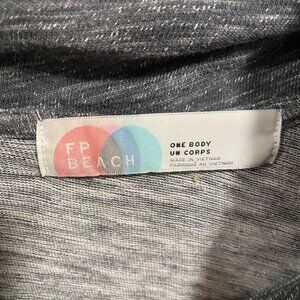 FP
BEACH
ONE BODY
UN CORPS
MADE IN VIETNAM
FABRIQUÉ AU VIETNAM